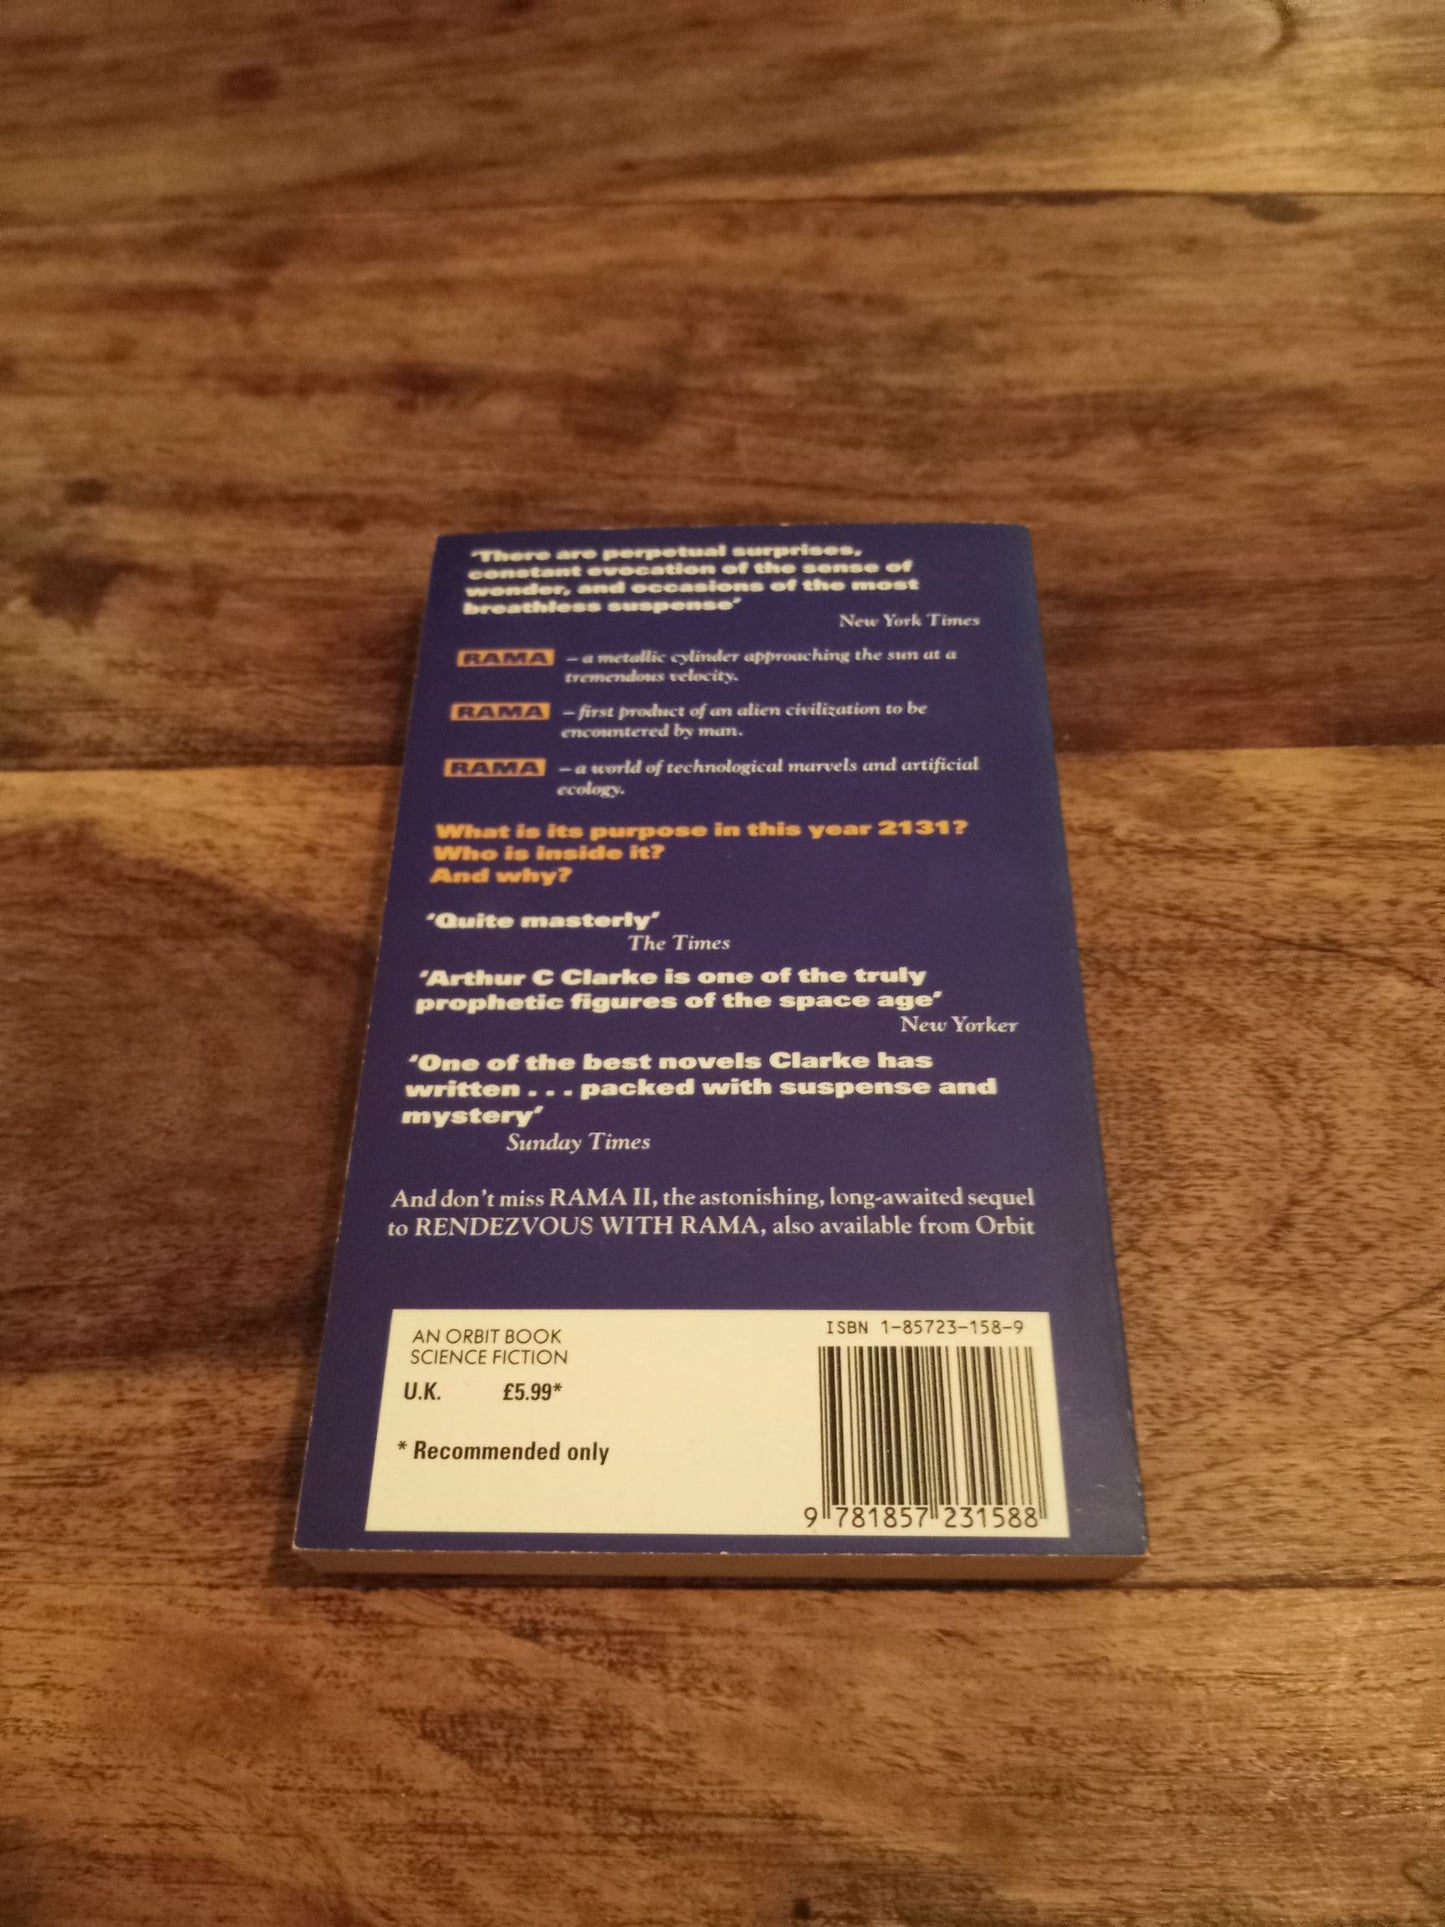 ‘There are perpetual surprises,
constant evocation of the sense of
wonder, and occasions of the most
breathless suspense’
New York Times
RAMA – a metallic cylinder approaching the sun at a
tremendous velocity.
RAMA – first product of an alien civilization to be
encountered by man.
RAMA – a world of technological marvels and artificial
ecology.
What is its purpose in this year 2131?
Who is inside it?
And why?
‘Quite masterly’
The Times
‘Arthur C Clarke is one of the truly
prophetic figures of the space age’
New Yorker
‘One of the best novels Clarke has
written . . . packed with suspense and
mystery’
Sunday Times
And don’t miss RAMA II, the astonishing, long-awaited sequel
to RENDEZVOUS WITH RAMA, also available from Orbit
AN ORBIT BOOK
SCIENCE FICTION
U.K. £5.99*
* Recommended only
ISBN 1-85723-158-9
9 781857 231588